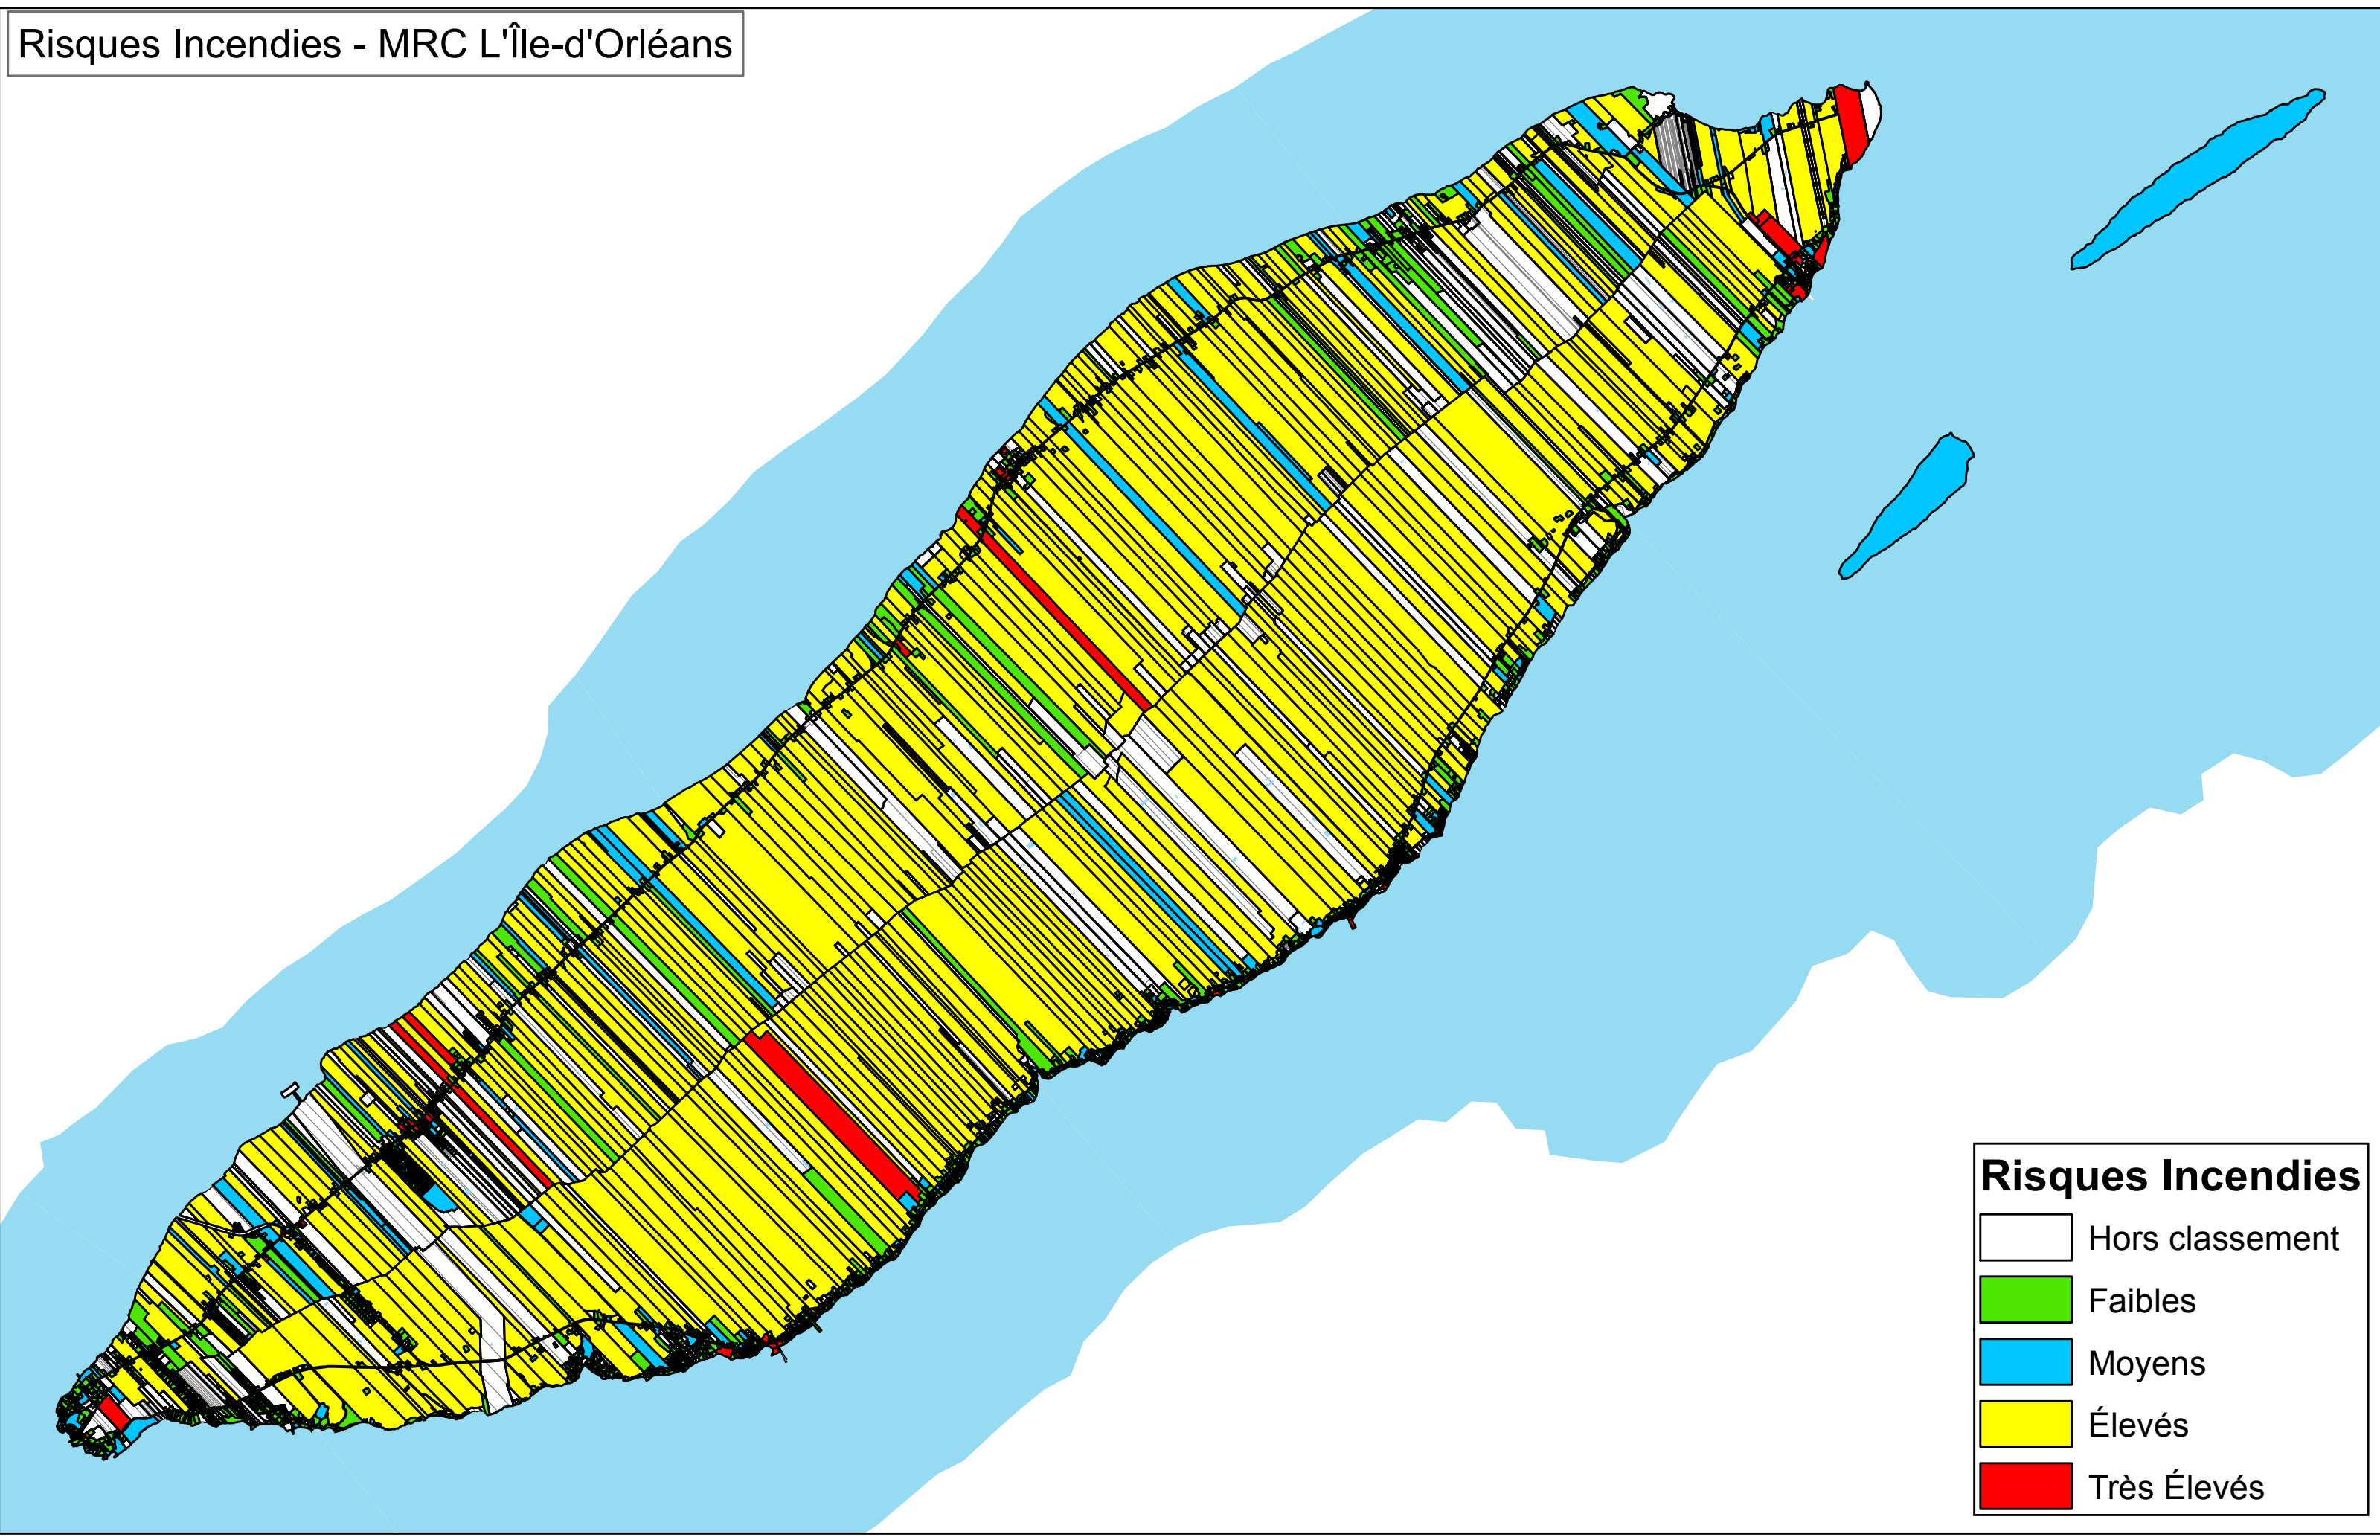 Risques Incendies - MRC L'Île-d'Orléans
Risques Incendies
Hors classement
Faibles
Moyens
Élevés
Très Élevés